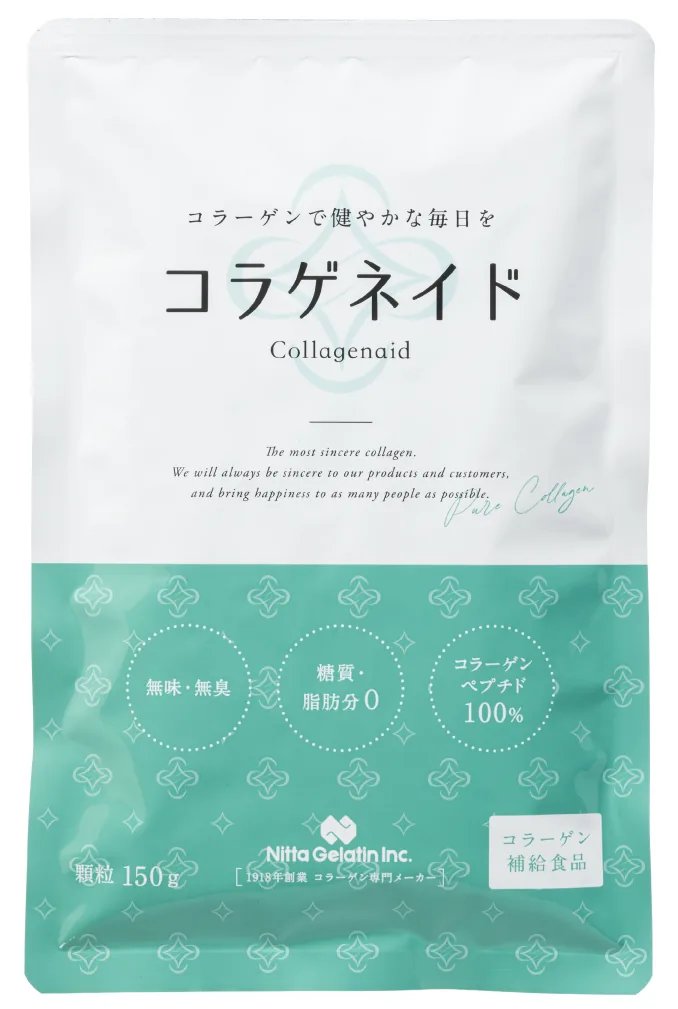 コラーゲンで健やかな毎日を
コラゲネイド
Collagenaid
The most sincere collagen.
We will always be sincere to our products and customers,
and bring happiness to as many people as possible.
Pure Collagen
無味・無臭
糖質・
脂肪分0
コラーゲン
ペプチド
100%
Nitta Gelatin Inc.
[1918年創業 コラーゲン専門メーカー]
顆粒 150g
コラーゲン
補給食品